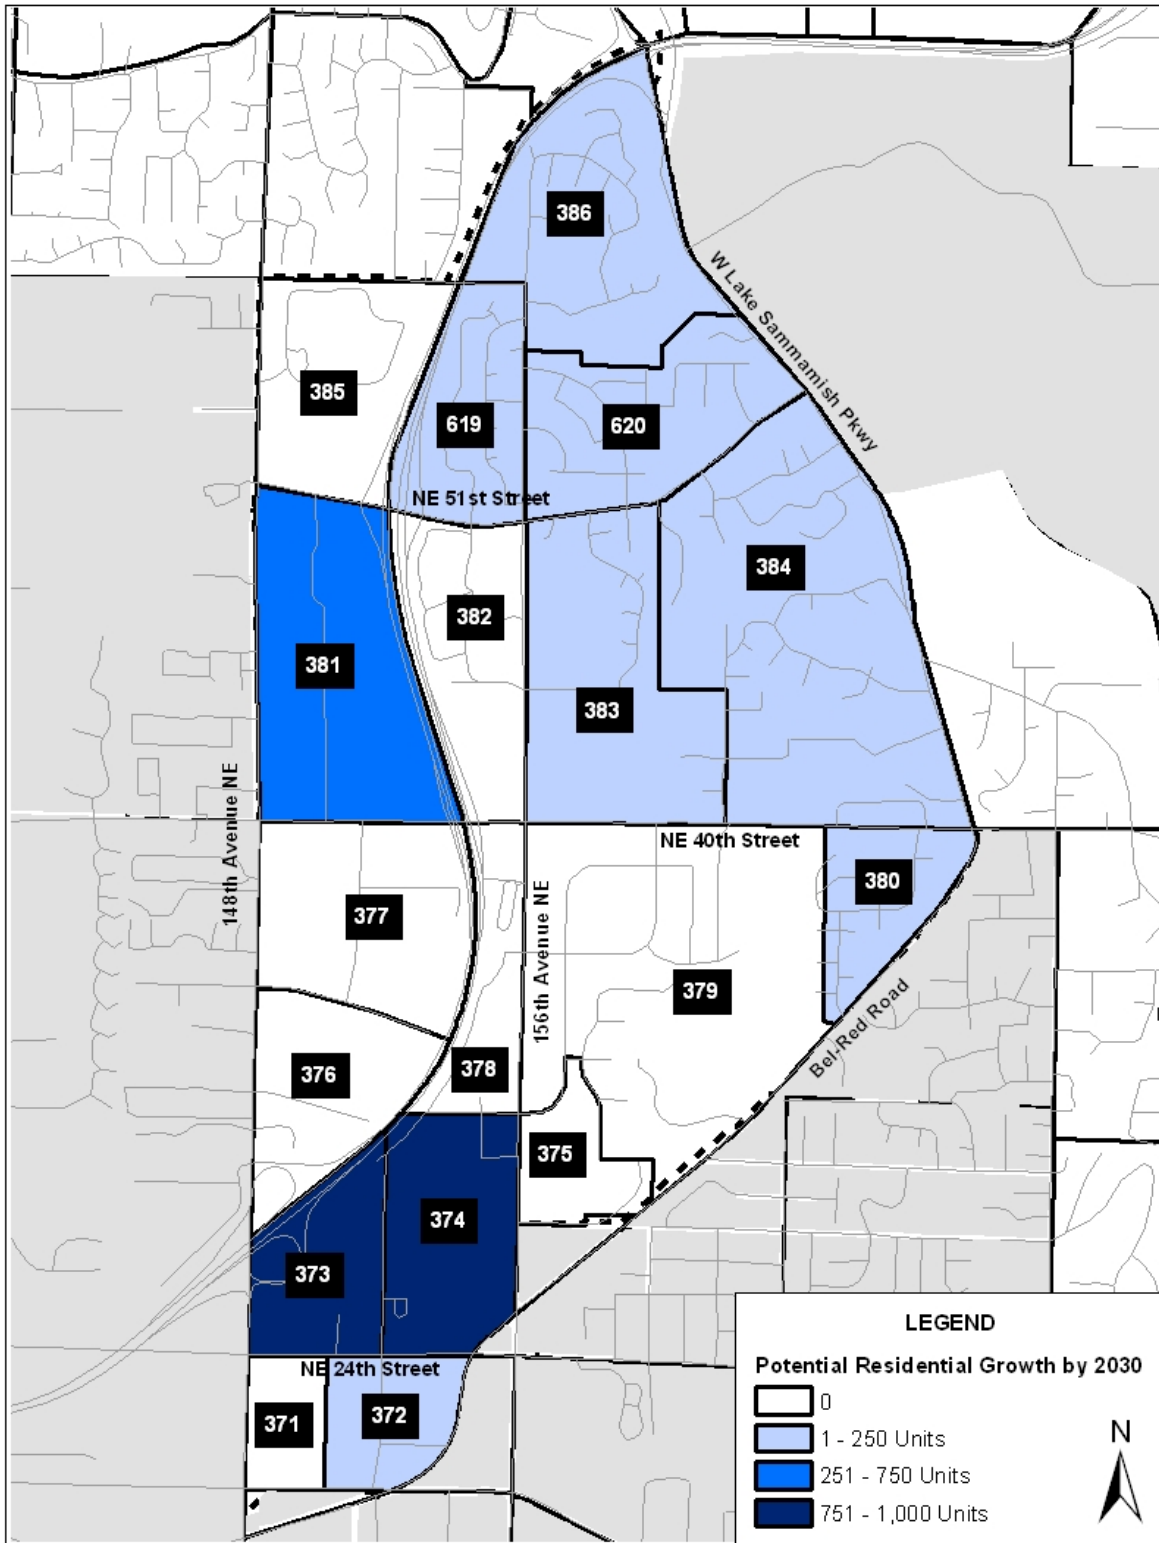 386
W Lake Sammamish Pkwy
385
619
620
NE 51st Street
384
382
381
383
148th Avenue NE
NE 40th Street
380
377
156th Avenue NE
379
Bel-Red Road
378
376
375
374
373
NE 24th Street
372
371
LEGEND
Potential Residential Growth by 2030
0
1 - 250 Units
251 - 750 Units
751 - 1,000 Units
N